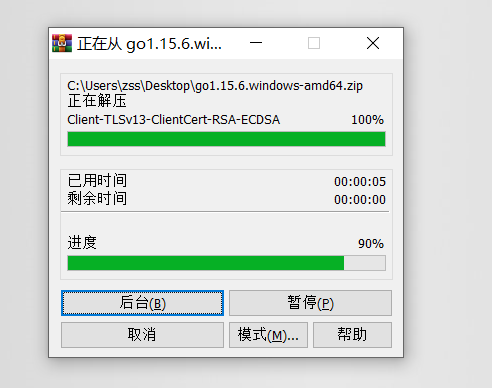 正在从 go1.15.6.wi...
C:\Users\zss\Desktop\go1.15.6.windows-amd64.zip
正在解压
Client-TLSv13-ClientCert-RSA-ECDSA 100%
已用时间 00:00:05
剩余时间 00:00:00
进度 90%
后台(B) 暂停(P)
取消 模式(M)... 帮助